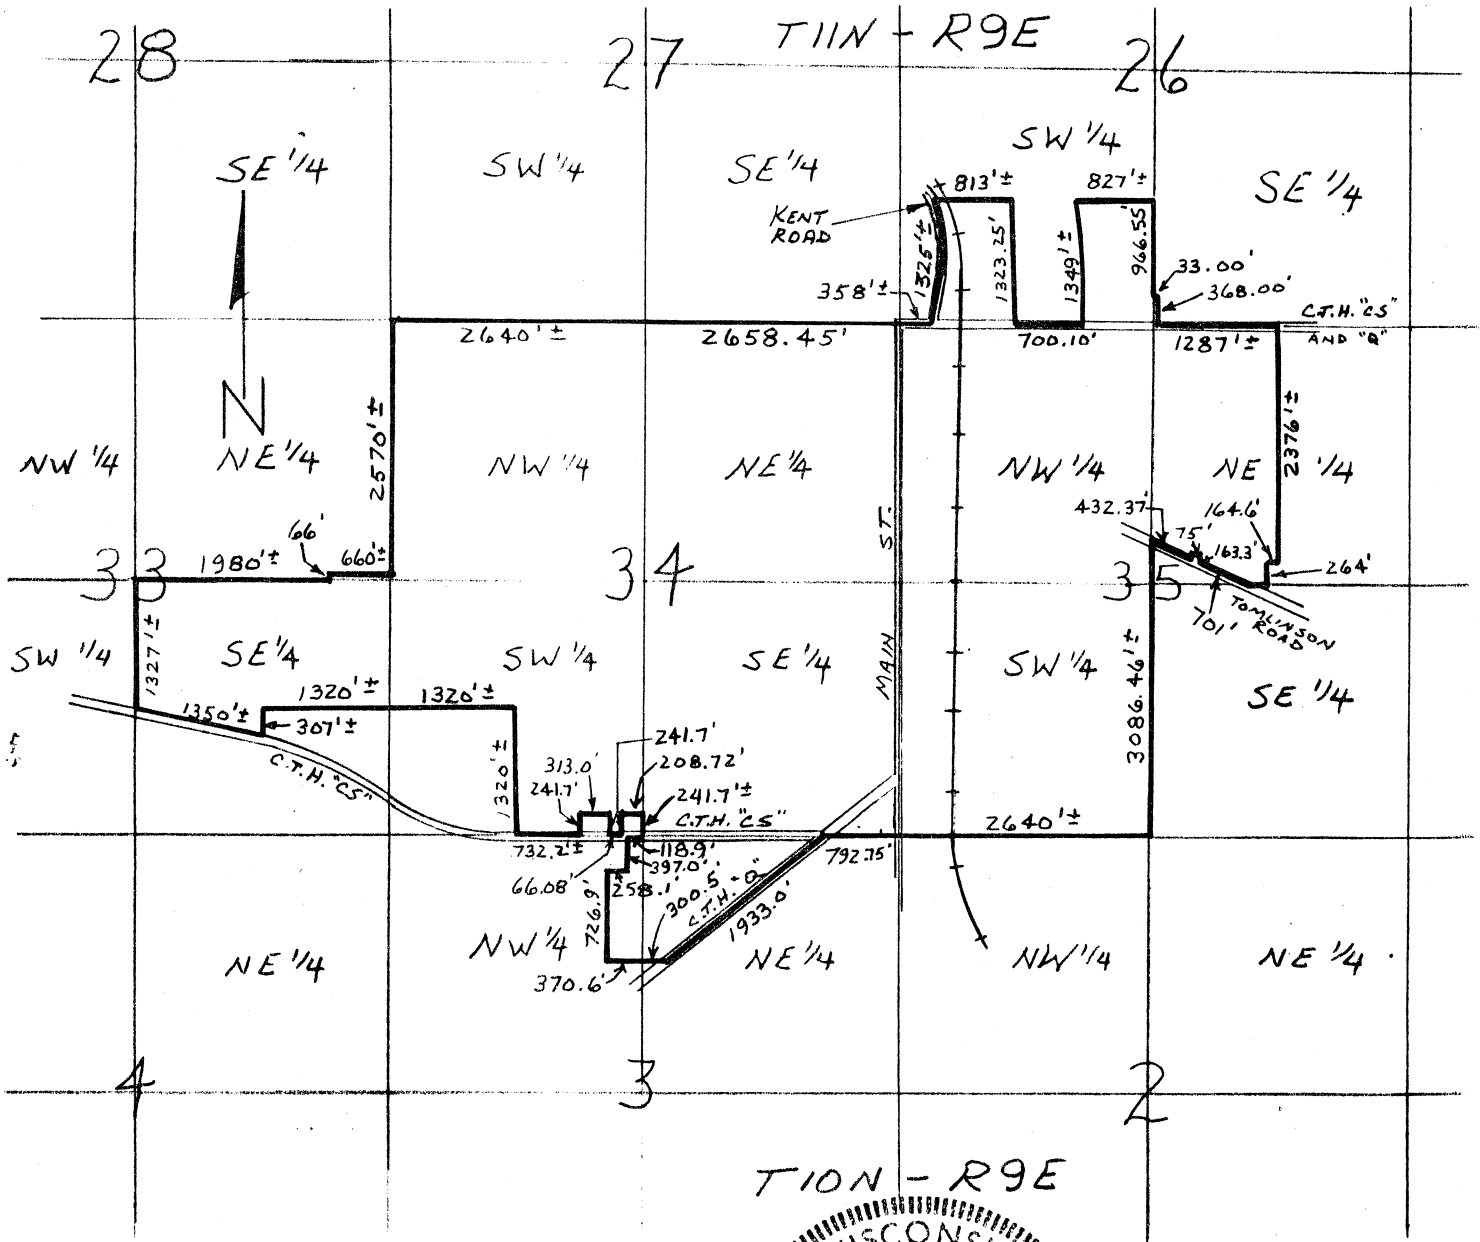 T11N - R9E
28
27
26
SE 1/4
SW 1/4
SE 1/4
SW 1/4
SE 1/4
813'±
827'±
KENT
ROAD
1325'±
1323.25'
1349'±
966.55'
33.00'
368.00'
358'±
C.T.H. "CS"
AND "Q"
2640'±
2658.45'
700.10'
1287'±
N
2570'±
2376'±
NW 1/4
NE 1/4
NW 1/4
NE 1/4
NW 1/4
NE 1/4
MAIN ST.
432.37'
75'
163.3'
164.6'
264'
701'
TOMLINSON
ROAD
66'
1980'±
660'±
33
34
35
1327'±
SW 1/4
SE 1/4
SW 1/4
SE 1/4
SW 1/4
SE 1/4
1320'±
1320'±
1350'±
307'±
C.T.H. "CS"
1320'±
3086.46'±
241.7'
313.0'
208.72'
241.7'
241.7'±
C.T.H. "CS"
732.2'±
118.9'
792.75'
2640'±
66.08'
258.1'
397.0'
300.5'
C.T.H. "Q"
1933.0'
726.9'
370.6'
NE 1/4
NW 1/4
NE 1/4
NW 1/4
NE 1/4
4
3
2
T10N - R9E